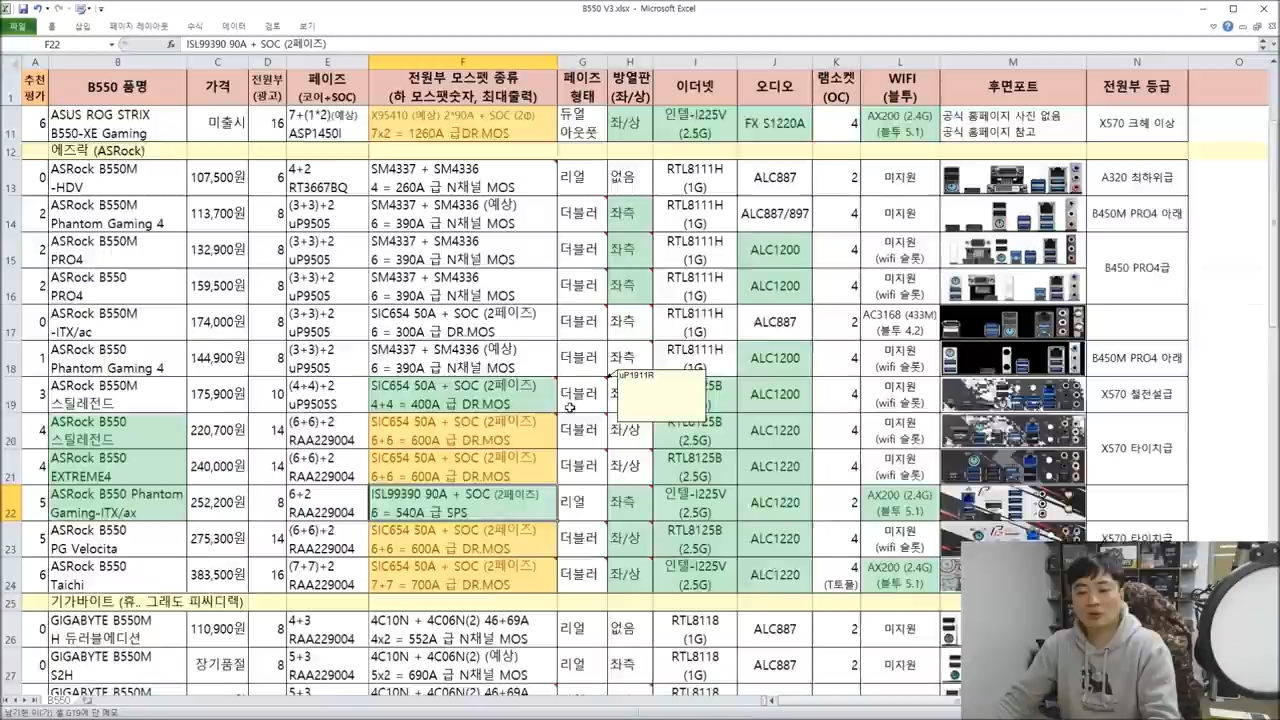 B550 V3.xlsx - Microsoft Excel
파일 홈 삽입 페이지 레이아웃 수식 데이터 검토 보기
F22 fx ISL99390 90A + SOC (2페이즈)
A B C D E F G H I J K L M N O
1 추천 평가 B550 품명 가격 전원부 (광고) 페이즈 (코어+SOC) 전원부 모스펫 종류 (하 모스펫숫자, 최대출력) 페이즈 형태 방열판 (좌/상) 이더넷 오디오 램소켓 (OC) WIFI (블투) 후면포트 전원부 등급
11 6 ASUS ROG STRIX B550-XE Gaming 미출시 16 7+(1*2)(예상) ASP1450I X95410 (예상) 2*90A + SOC (2Φ) 7x2 = 1260A 급DR.MOS 듀얼 아웃풋 좌/상 인텔-I225V (2.5G) FX S1220A 4 AX200 (2.4G) (블투 5.1) 공식 홈페이지 사진 없음 공식 홈페이지 참고 X570 크헤 이상
12 에즈락 (ASRock)
13 0 ASRock B550M -HDV 107,500원 6 4+2 RT3667BQ SM4337 + SM4336 4 = 260A 급 N채널 MOS 리얼 없음 RTL8111H (1G) ALC887 2 미지원 A320 최하위급
14 2 ASRock B550M Phantom Gaming 4 113,700원 8 (3+3)+2 uP9505 SM4337 + SM4336 (예상) 6 = 390A 급 N채널 MOS 더블러 좌측 RTL8111H (1G) ALC887/897 4 미지원 B450M PRO4 아래
15 2 ASRock B550M PRO4 132,900원 8 (3+3)+2 uP9505 SM4337 + SM4336 6 = 390A 급 N채널 MOS 더블러 좌측 RTL8111H (1G) ALC1200 4 미지원 (wifi 슬롯) B450 PRO4급
16 2 ASRock B550 PRO4 159,500원 8 (3+3)+2 uP9505 SM4337 + SM4336 6 = 390A 급 N채널 MOS 더블러 좌측 RTL8111H (1G) ALC1200 4 미지원 (wifi 슬롯)
17 0 ASRock B550 -ITX/ac 174,000원 8 (3+3)+2 uP9505 SIC654 50A + SOC (2페이즈) 6 = 300A 급 DR.MOS 더블러 좌측 RTL8111H (1G) ALC887 2 AC3168 (433M) (블투 4.2)
18 1 ASRock B550 Phantom Gaming 4 144,900원 8 (3+3)+2 uP9505 SM4337 + SM4336 (예상) 6 = 390A 급 N채널 MOS 더블러 좌측 RTL8111H ALC1200 4 미지원 (wifi 슬롯) B450M PRO4 아래
19 3 ASRock B550M 스틸레전드 175,900원 10 (4+4)+2 uP9505S SIC654 50A + SOC (2페이즈) 4+4 = 400A 급 DR.MOS 더블러 uP1911R ALC1200 4 미지원 (wifi 슬롯) X570 철전설급
20 4 ASRock B550 스틸레전드 220,700원 14 (6+6)+2 RAA229004 SIC654 50A + SOC (2페이즈) 6+6 = 600A 급 DR.MOS 더블러 좌/상 RTL8125B (2.5G) ALC1220 4 미지원 (wifi 슬롯) X570 타이치급
21 4 ASRock B550 EXTREME4 240,000원 14 (6+6)+2 RAA229004 SIC654 50A + SOC (2페이즈) 6+6 = 600A 급 DR.MOS 더블러 좌/상 RTL8125B (2.5G) ALC1220 4 미지원 (wifi 슬롯)
22 5 ASRock B550 Phantom Gaming-ITX/ax 252,200원 8 6+2 RAA229004 ISL99390 90A + SOC (2페이즈) 6 = 540A 급 SPS 리얼 좌측 인텔-I225V (2.5G) ALC1220 2 AX200 (2.4G) (블투 5.1)
23 5 ASRock B550 PG Velocita 275,300원 14 (6+6)+2 RAA229004 SIC654 50A + SOC (2페이즈) 6+6 = 600A 급 DR.MOS 더블러 좌/상 RTL8125B (2.5G) ALC1220 4 미지원 (wifi 슬롯) X570 타이치급
24 6 ASRock B550 Taichi 383,500원 16 (7+7)+2 RAA229004 SIC654 50A + SOC (2페이즈) 7+7 = 700A 급 DR.MOS 더블러 좌/상 인텔-I225V (2.5G) ALC1220 4 (T토폴) AX200 (2.4G) (블투 5.1)
25 기가바이트 (휴.. 그래도 피씨디렉)
26 0 GIGABYTE B550M H 듀러블에디션 110,900원 8 4+3 RAA229004 4C10N + 4C06N(2) 46+69A 4x2 = 552A 급 N채널 MOS 리얼 없음 RTL8118 (1G) ALC887 2 미지원
27 0 GIGABYTE B550M S2H 장기품절 8 5+3 RAA229004 4C10N + 4C06N(2) (예상) 5x2 = 690A 급 N채널 MOS 리얼 좌측 RTL8118 (1G) ALC887 2 미지원
GIGABYTE B550M 5+3 4C10N + 4C06N(2) 46+69A RTL8118
B550